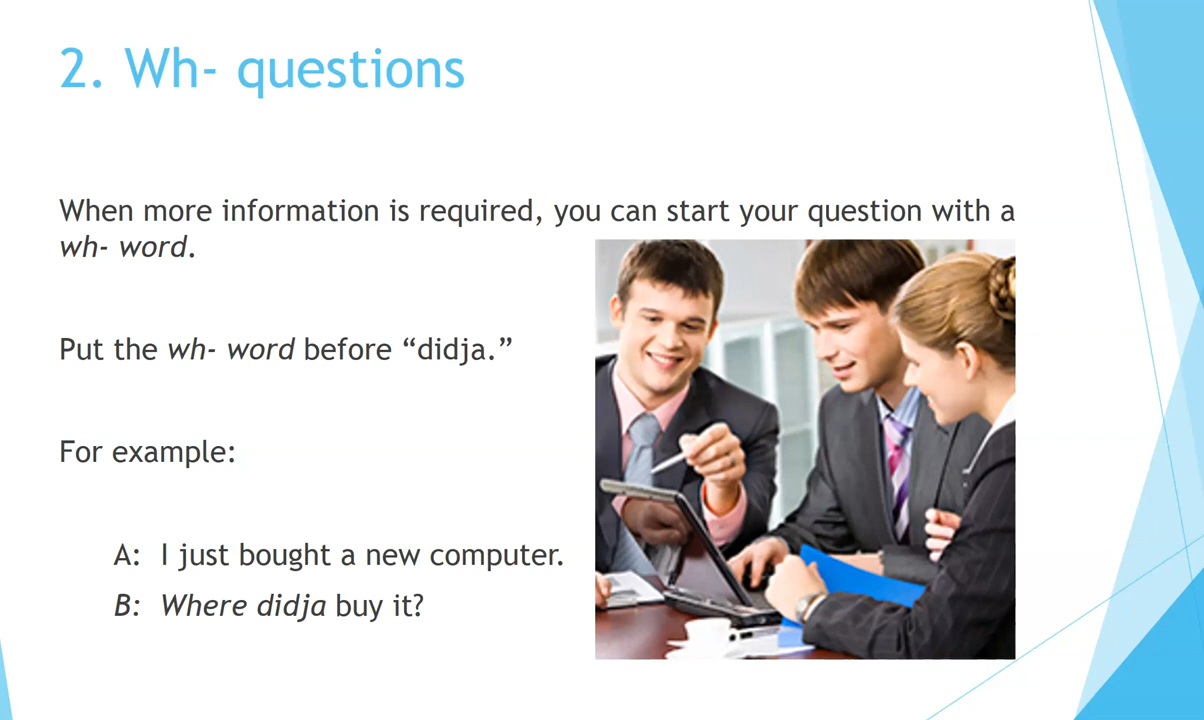 2. Wh- questions
When more information is required, you can start your question with a
wh- word.
Put the wh- word before “didja.”
For example:
A: I just bought a new computer.
B: Where didja buy it?